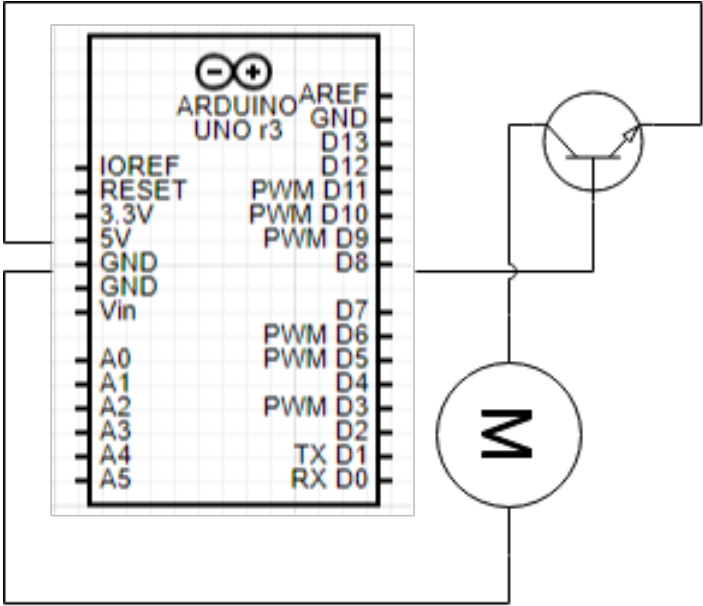 ARDUINO
UNO r3
AREF
GND
D13
D12
PWM D11
PWM D10
PWM D9
D8
D7
PWM D6
PWM D5
D4
PWM D3
D2
TX D1
RX D0
IOREF
RESET
3.3V
5V
GND
GND
Vin
A0
A1
A2
A3
A4
A5
M